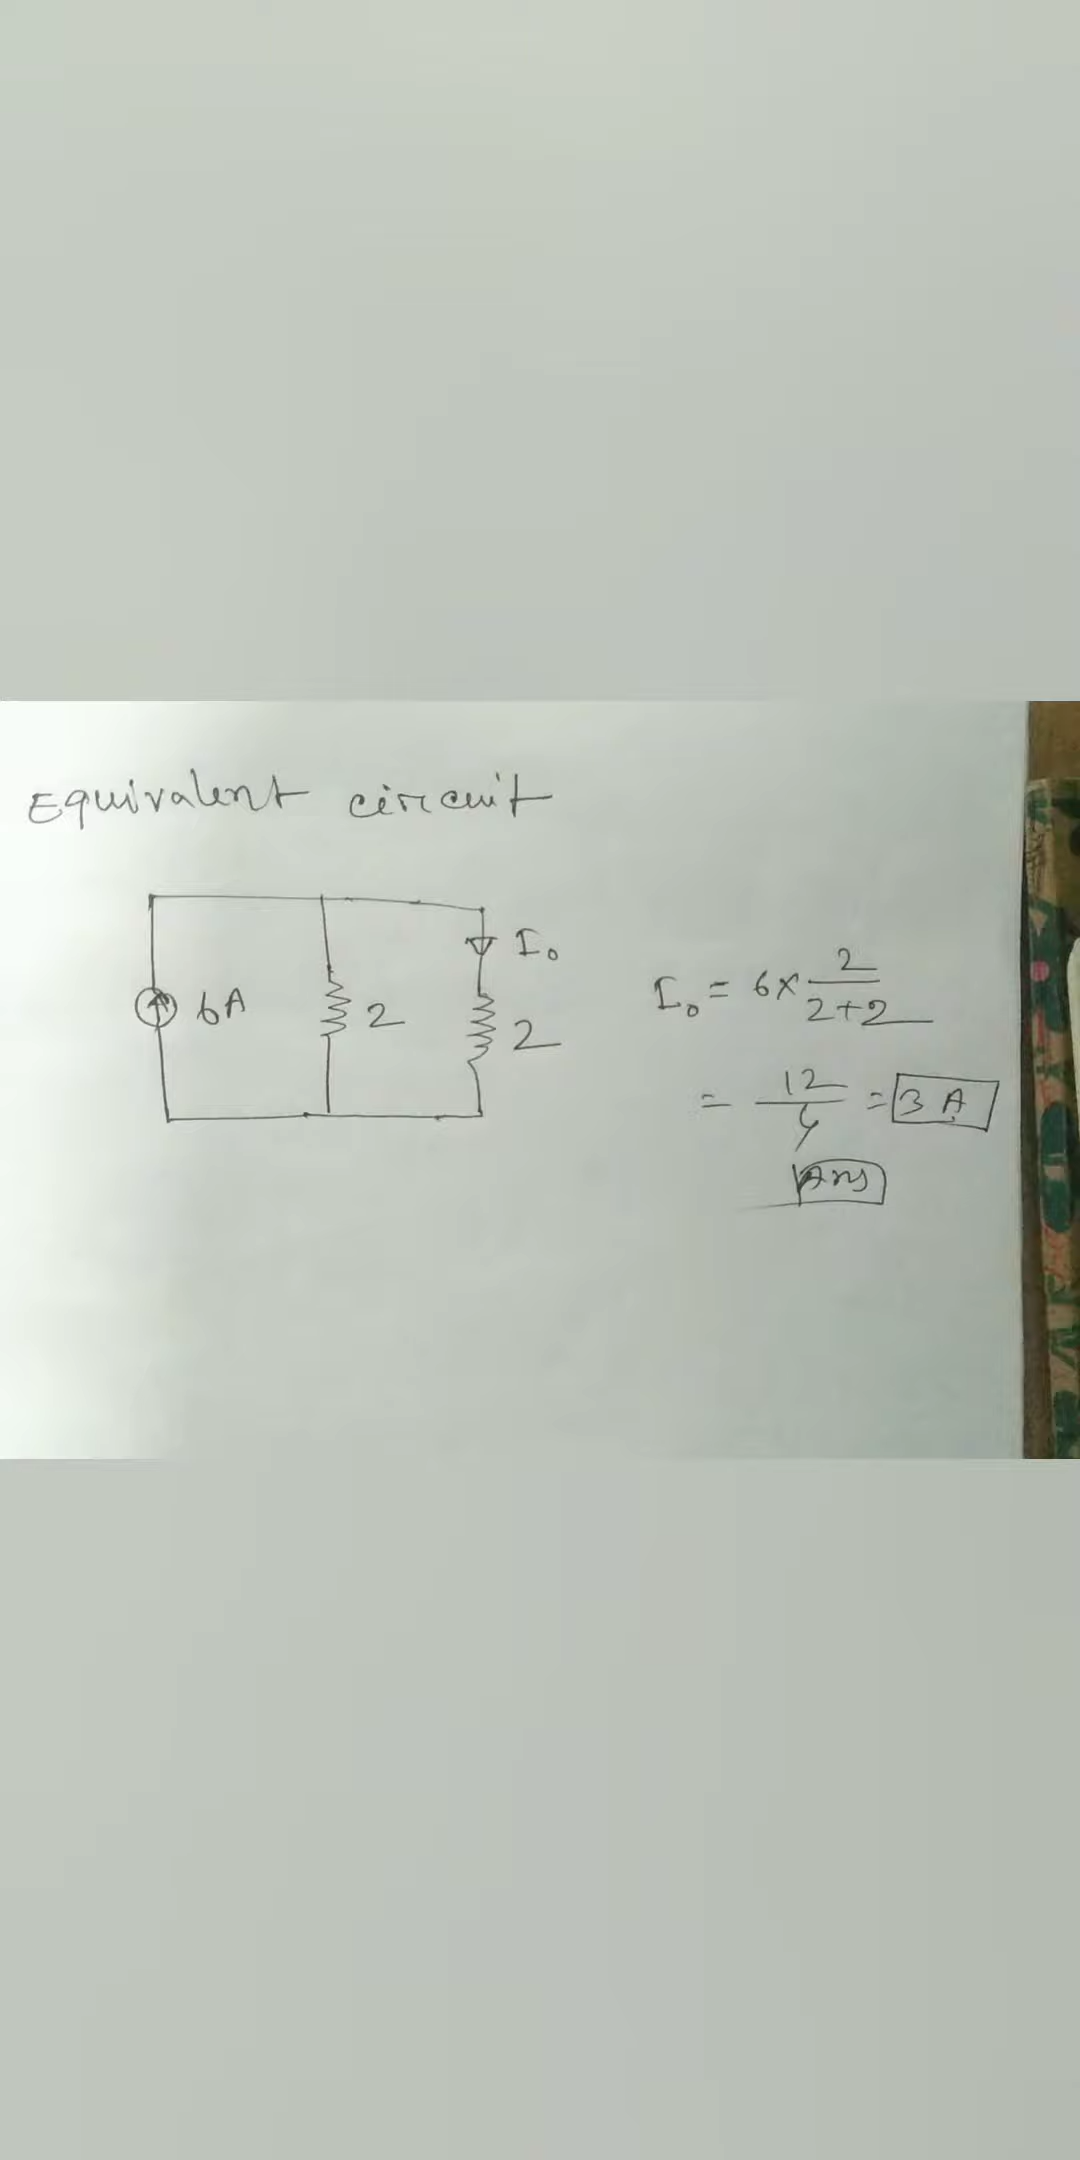 Equivalent circuit
I₀
6A
2
2
I₀ = 6 × 2/(2+2)
= 12/4 = 3 A
Ans